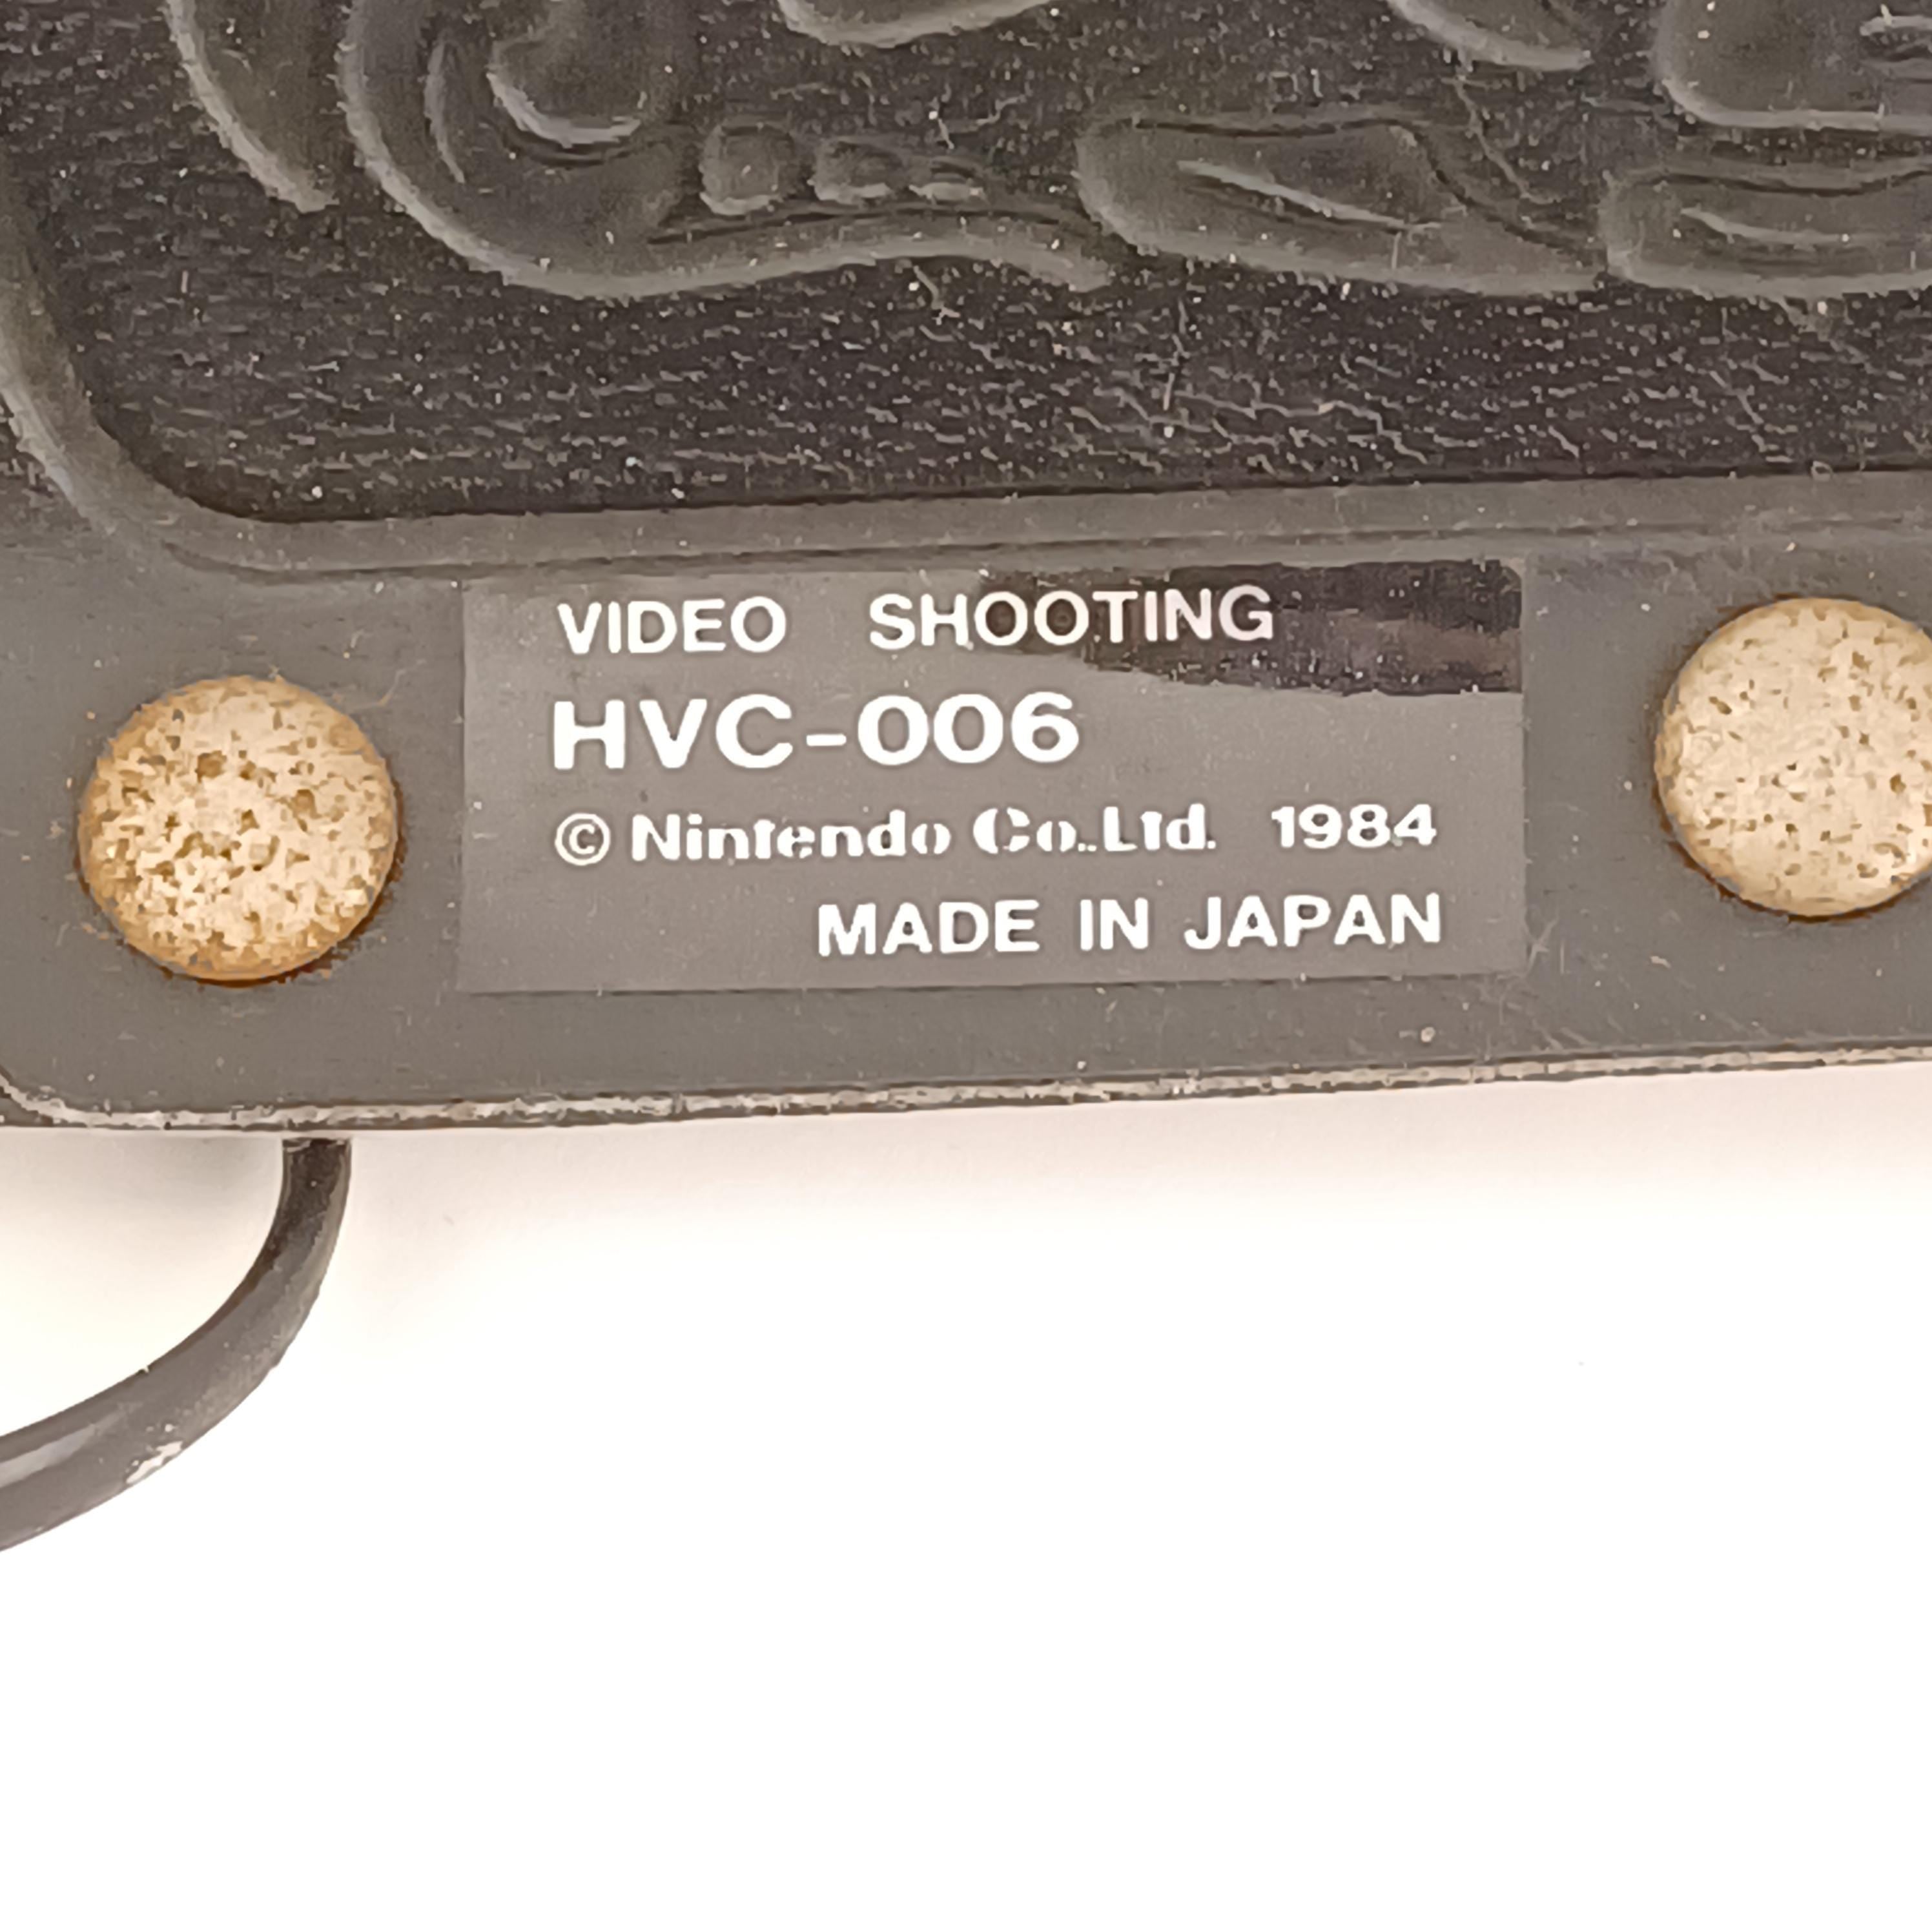 VIDEO SHOOTING
HVC-006
© Nintendo Co.,Ltd. 1984
MADE IN JAPAN